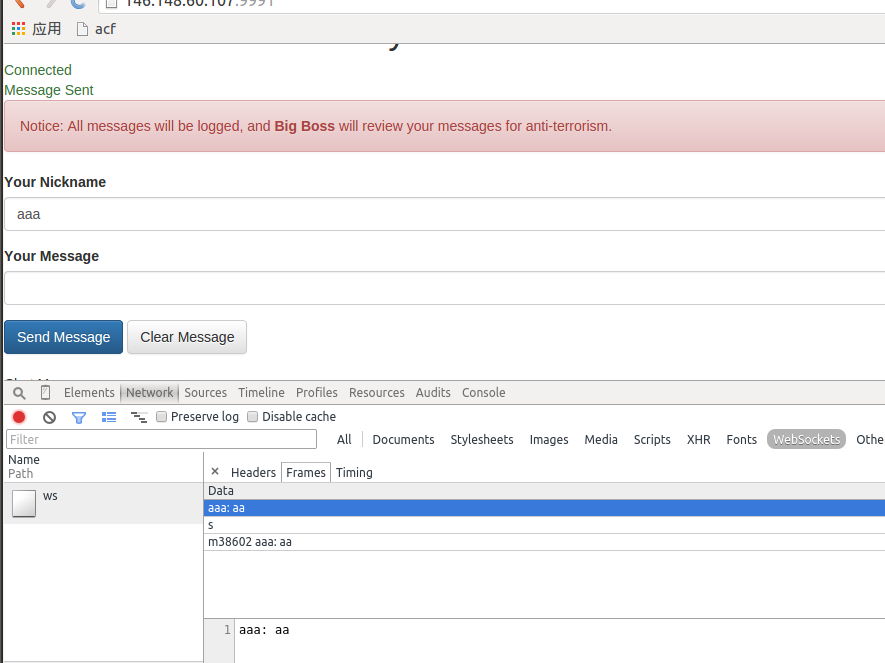 146.148.60.107:9991
应用 acf
Connected
Message Sent
Notice: All messages will be logged, and Big Boss will review your messages for anti-terrorism.
Your Nickname
aaa
Your Message
Send Message Clear Message
Elements Network Sources Timeline Profiles Resources Audits Console
Preserve log Disable cache
Filter All Documents Stylesheets Images Media Scripts XHR Fonts WebSockets Othe
Name
Path
Headers Frames Timing
Data
ws
aaa: aa
s
m38602 aaa: aa
1 aaa: aa